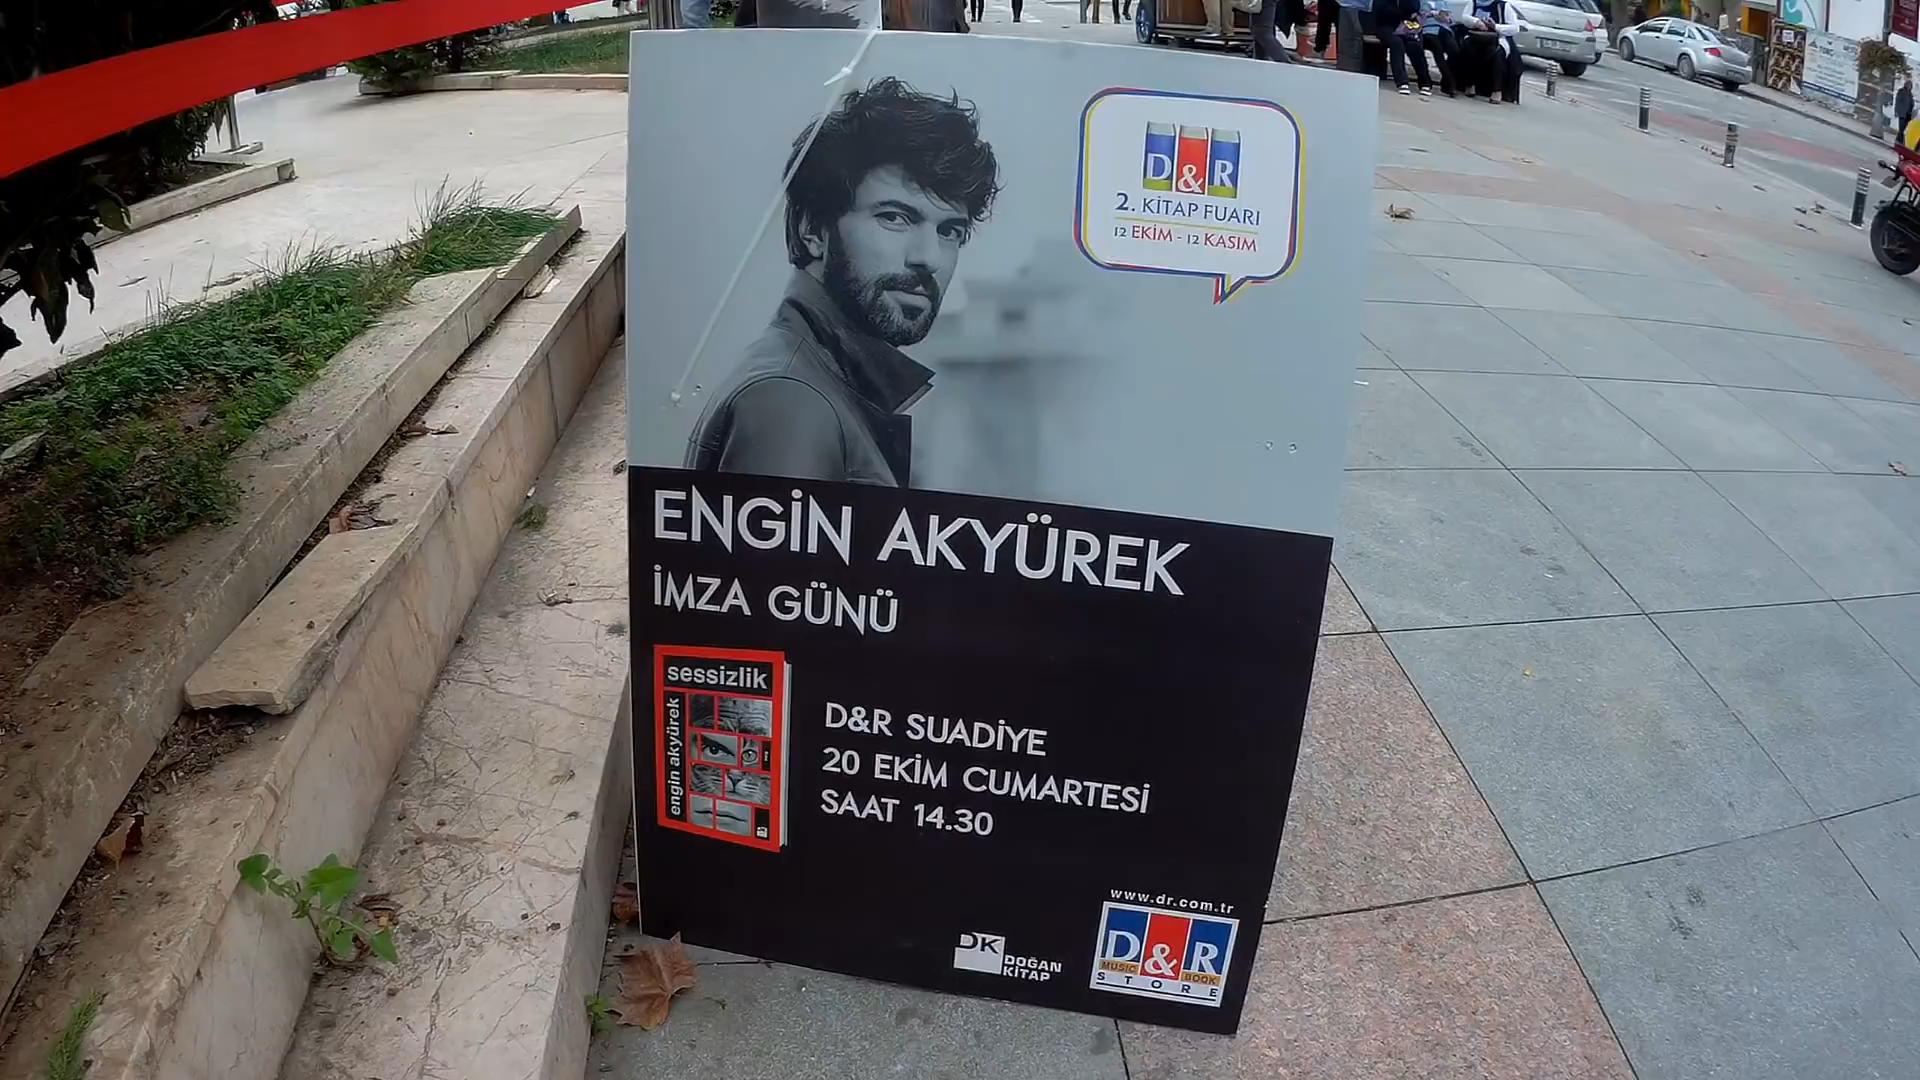 D&R
2. KİTAP FUARI
12 EKİM - 12 KASIM
ENGİN AKYÜREK
İMZA GÜNÜ
sessizlik
engin akyürek
D&R SUADİYE
20 EKİM CUMARTESİ
SAAT 14.30
www.dr.com.tr
D&R
MUSIC BOOK
STORE
DK
DOĞAN
KİTAP